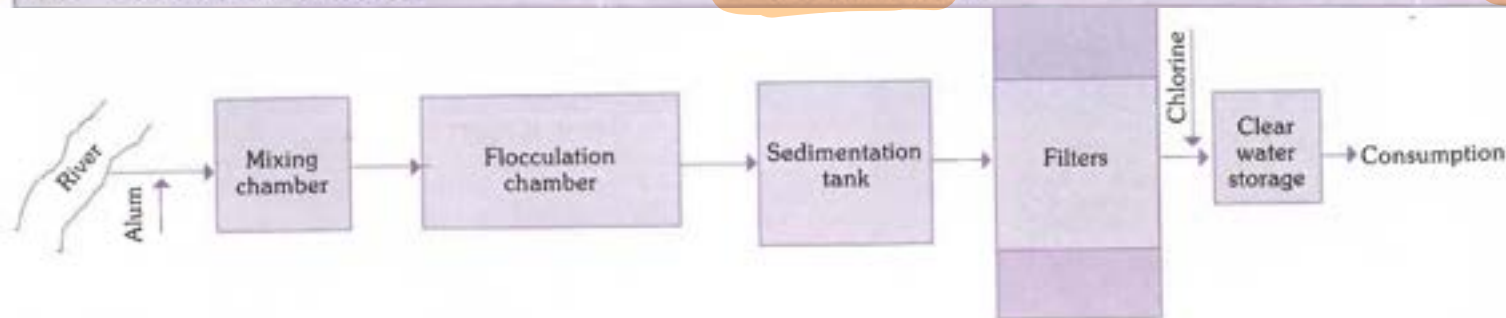 River
Alum
Mixing
chamber
Flocculation
chamber
Sedimentation
tank
Filters
Chlorine
Clear
water
storage
Consumption